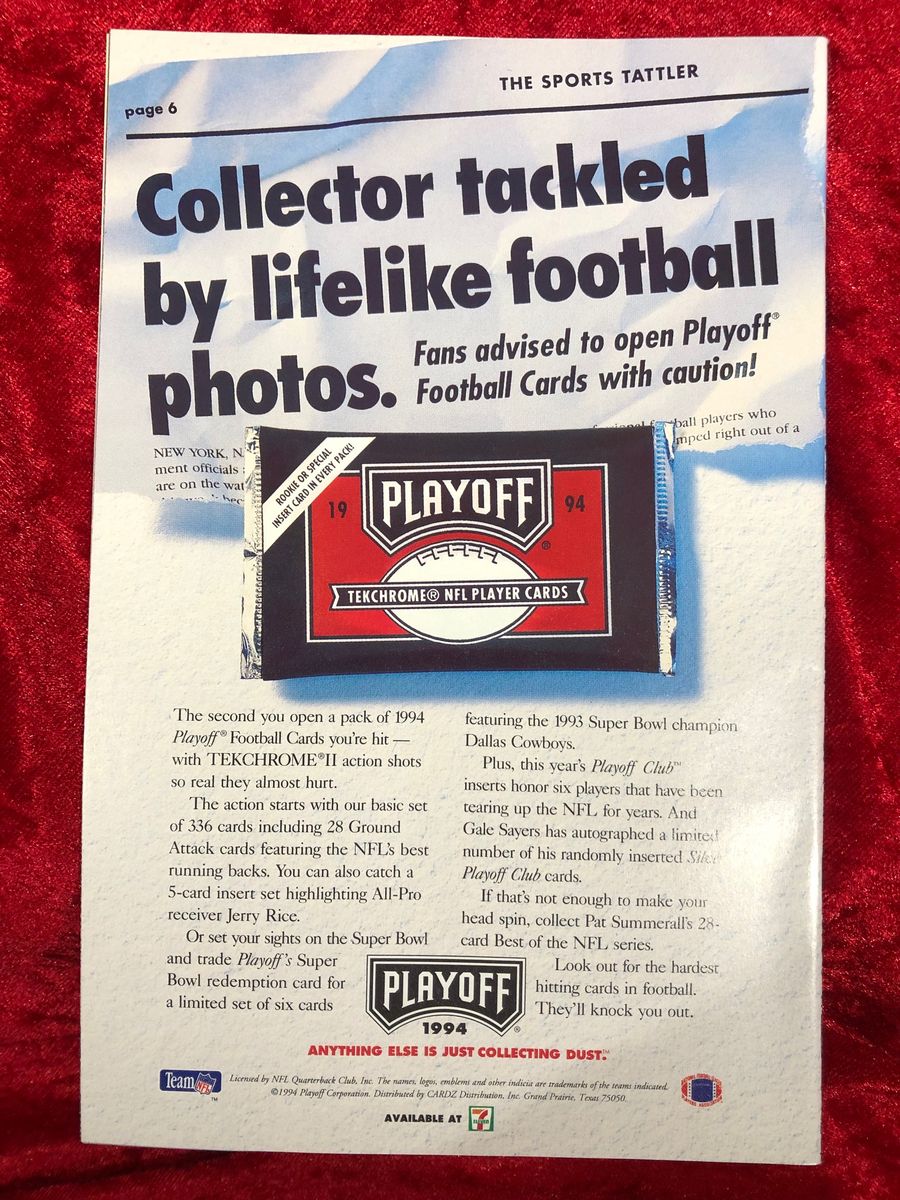 THE SPORTS TATTLER
page 6
Collector tackled
by lifelike football
photos.
Fans advised to open Playoff®
Football Cards with caution!
NEW YORK, N
ment officials
are on the wat
ball players who
mped right out of a
ROOKIE OR SPECIAL
INSERT CARD IN EVERY PACK!
19 PLAYOFF 94
®
TEKCHROME® NFL PLAYER CARDS
The second you open a pack of 1994
Playoff® Football Cards you're hit —
with TEKCHROME®II action shots
so real they almost hurt.
The action starts with our basic set
of 336 cards including 28 Ground
Attack cards featuring the NFL's best
running backs. You can also catch a
5-card insert set highlighting All-Pro
receiver Jerry Rice.
Or set your sights on the Super Bowl
and trade Playoff's Super
Bowl redemption card for
a limited set of six cards
featuring the 1993 Super Bowl champion
Dallas Cowboys.
Plus, this year's Playoff Club™
inserts honor six players that have been
tearing up the NFL for years. And
Gale Sayers has autographed a limited
number of his randomly inserted
Playoff Club cards.
If that's not enough to make your
head spin, collect Pat Summerall's 28-
card Best of the NFL series.
Look out for the hardest
hitting cards in football.
They'll knock you out.
PLAYOFF
1994 ®
ANYTHING ELSE IS JUST COLLECTING DUST.™
Team NFL ™
Licensed by NFL Quarterback Club, Inc. The names, logos, emblems and other indicia are trademarks of the teams indicated.
©1994 Playoff Corporation. Distributed by CARDZ Distribution, Inc. Grand Prairie, Texas 75050.
AVAILABLE AT 7 ELEVEN